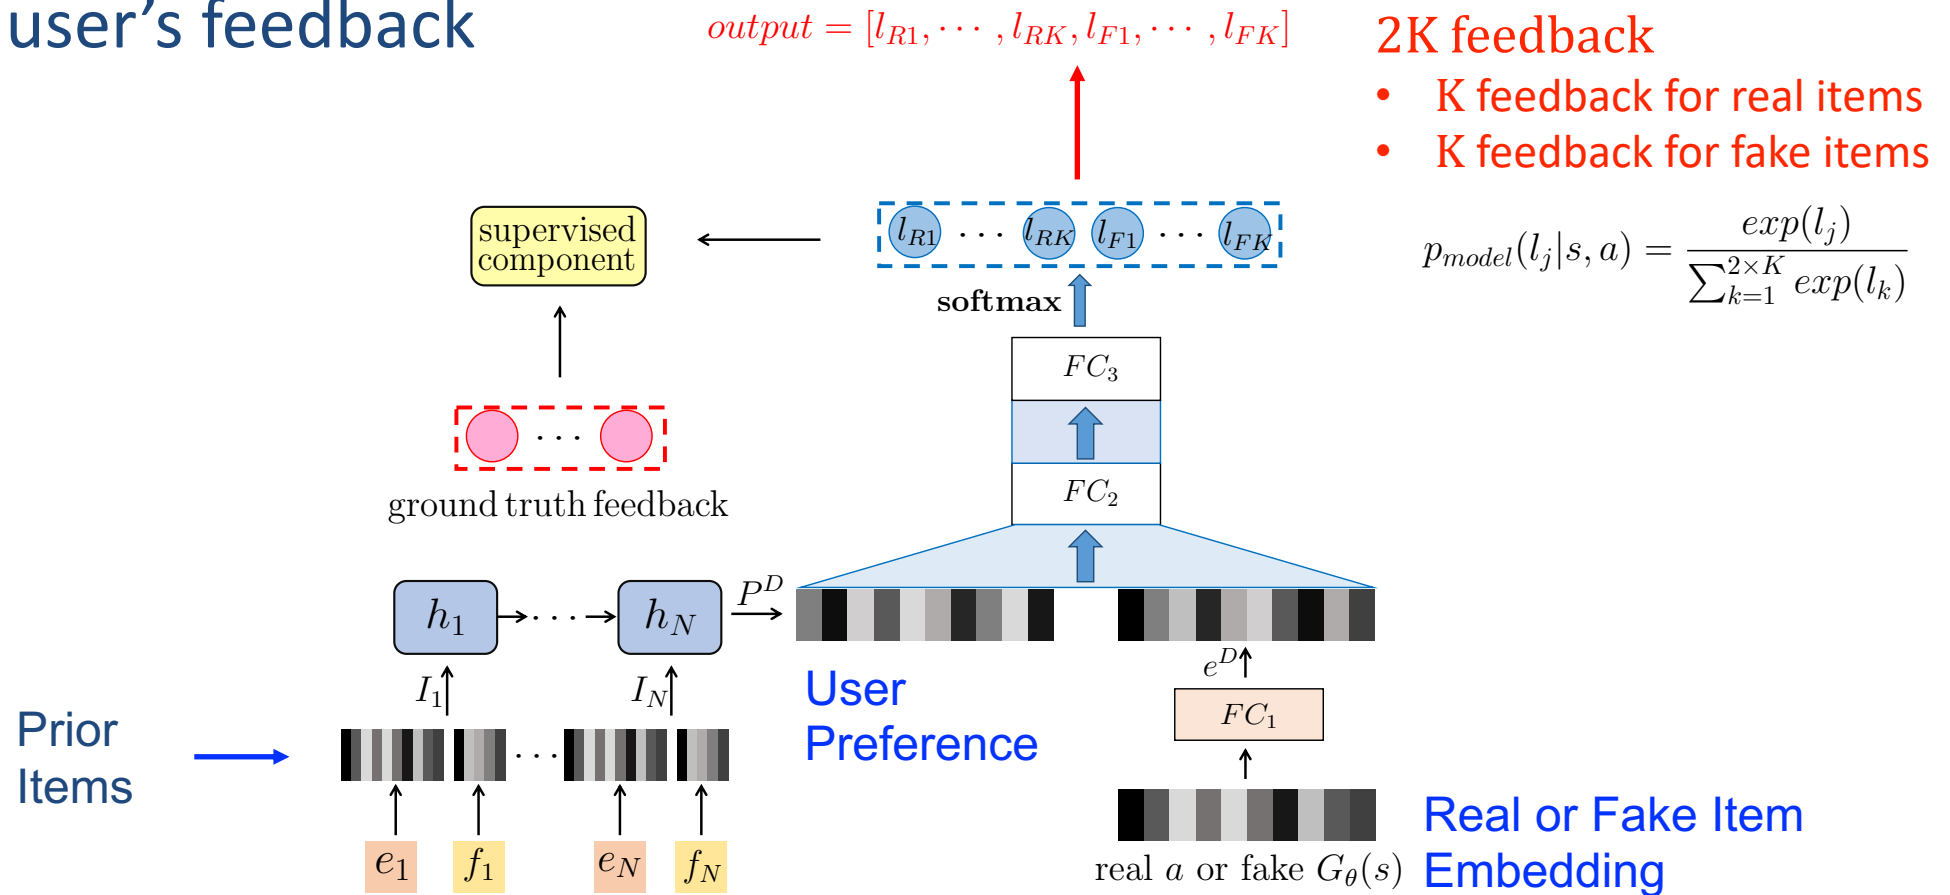 user's feedback
output = [l_{R1}, ··· , l_{RK}, l_{F1}, ··· , l_{FK}]
2K feedback
• K feedback for real items
• K feedback for fake items
p_{model}(l_j|s, a) = \frac{exp(l_j)}{\sum_{k=1}^{2×K} exp(l_k)}
supervised
component
l_{R1} ··· l_{RK} l_{F1} ··· l_{FK}
softmax
FC_3
···
ground truth feedback
FC_2
h_1 ··· h_N P^D
I_1 I_N
User
Preference
e^D
FC_1
Prior
Items
···
e_1 f_1 e_N f_N
real a or fake G_θ(s)
Real or Fake Item
Embedding